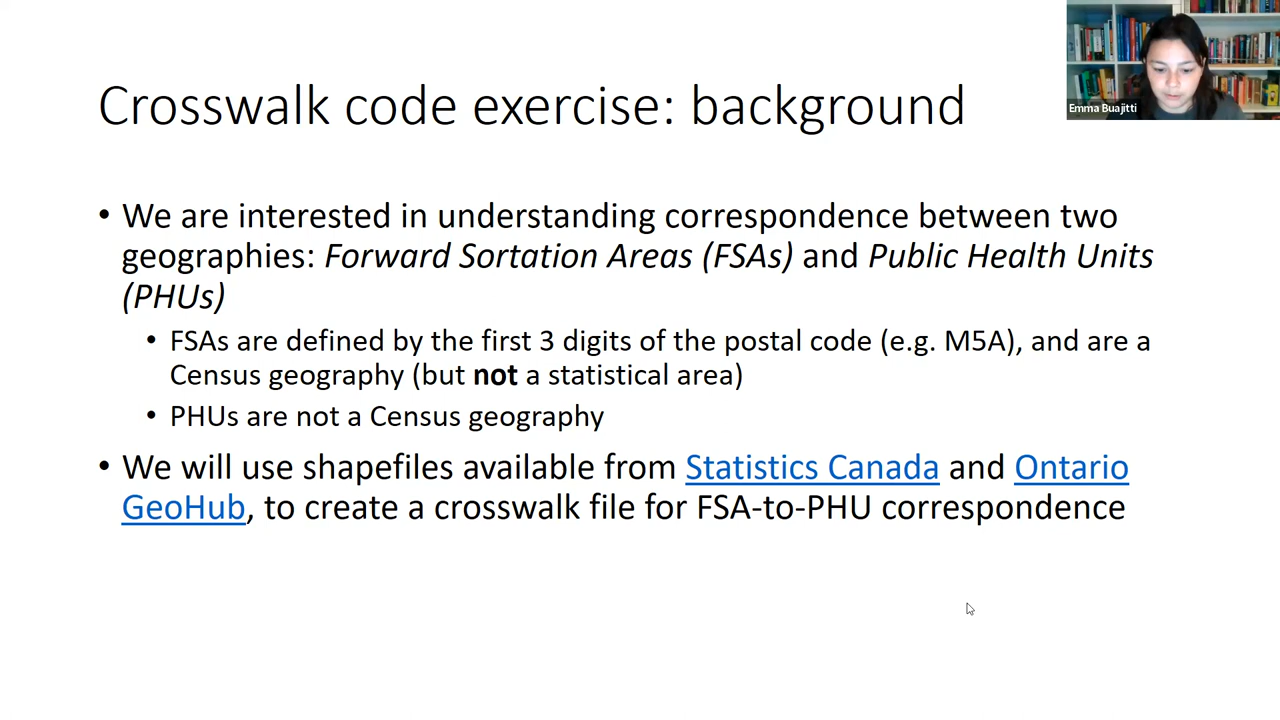 Crosswalk code exercise: background
Emma Buajitti
• We are interested in understanding correspondence between two
geographies: Forward Sortation Areas (FSAs) and Public Health Units
(PHUs)
• FSAs are defined by the first 3 digits of the postal code (e.g. M5A), and are a
Census geography (but not a statistical area)
• PHUs are not a Census geography
• We will use shapefiles available from Statistics Canada and Ontario
GeoHub, to create a crosswalk file for FSA-to-PHU correspondence